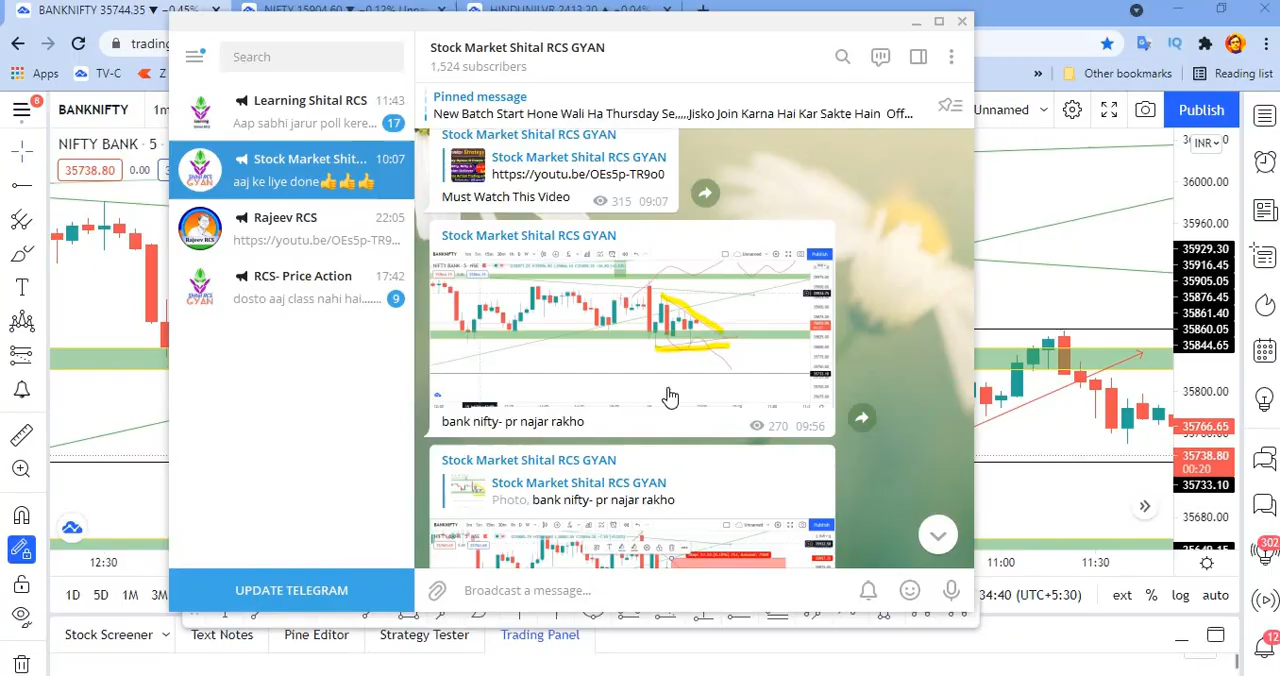 BANKNIFTY 35744.35 ▼ −0.45%
NIFTY 15904.60 ▼ −0.12%
HINDUNILVR 2413.20 ▲ +0.04%
trading
Apps
TV-C
Other bookmarks
Reading list
BANKNIFTY
Unnamed
Publish
NIFTY BANK · 5
35738.80
0.00
INR
36000.00
35960.00
35929.30
35916.45
35905.05
35876.45
35861.40
35860.05
35844.65
35800.00
35766.65
35738.80
00:20
35733.10
35680.00
12:30
11:00
11:30
1D 5D 1M 3M
34:40 (UTC+5:30)
ext % log auto
Stock Screener
Text Notes
Pine Editor
Strategy Tester
Trading Panel
8
302
12
Search
Learning Shital RCS
11:43
Aap sabhi jarur poll kere...
17
Stock Market Shit...
10:07
aaj ke liye done👍👍👍
Rajeev RCS
22:05
https://youtu.be/OEs5p-TR9...
RCS- Price Action
17:42
dosto aaj class nahi hai......
9
UPDATE TELEGRAM
Stock Market Shital RCS GYAN
1,524 subscribers
Pinned message
New Batch Start Hone Wali Ha Thursday Se,,,,,Jisko Join Karna Hai Kar Sakte Hain Off...
Stock Market Shital RCS GYAN
Stock Market Shital RCS GYAN
https://youtu.be/OEs5p-TR9o0
Must Watch This Video
315 09:07
Stock Market Shital RCS GYAN
BANKNIFTY
Publish
bank nifty- pr najar rakho
270 09:56
Stock Market Shital RCS GYAN
Stock Market Shital RCS GYAN
Photo, bank nifty- pr najar rakho
BANKNIFTY
Publish
Broadcast a message...